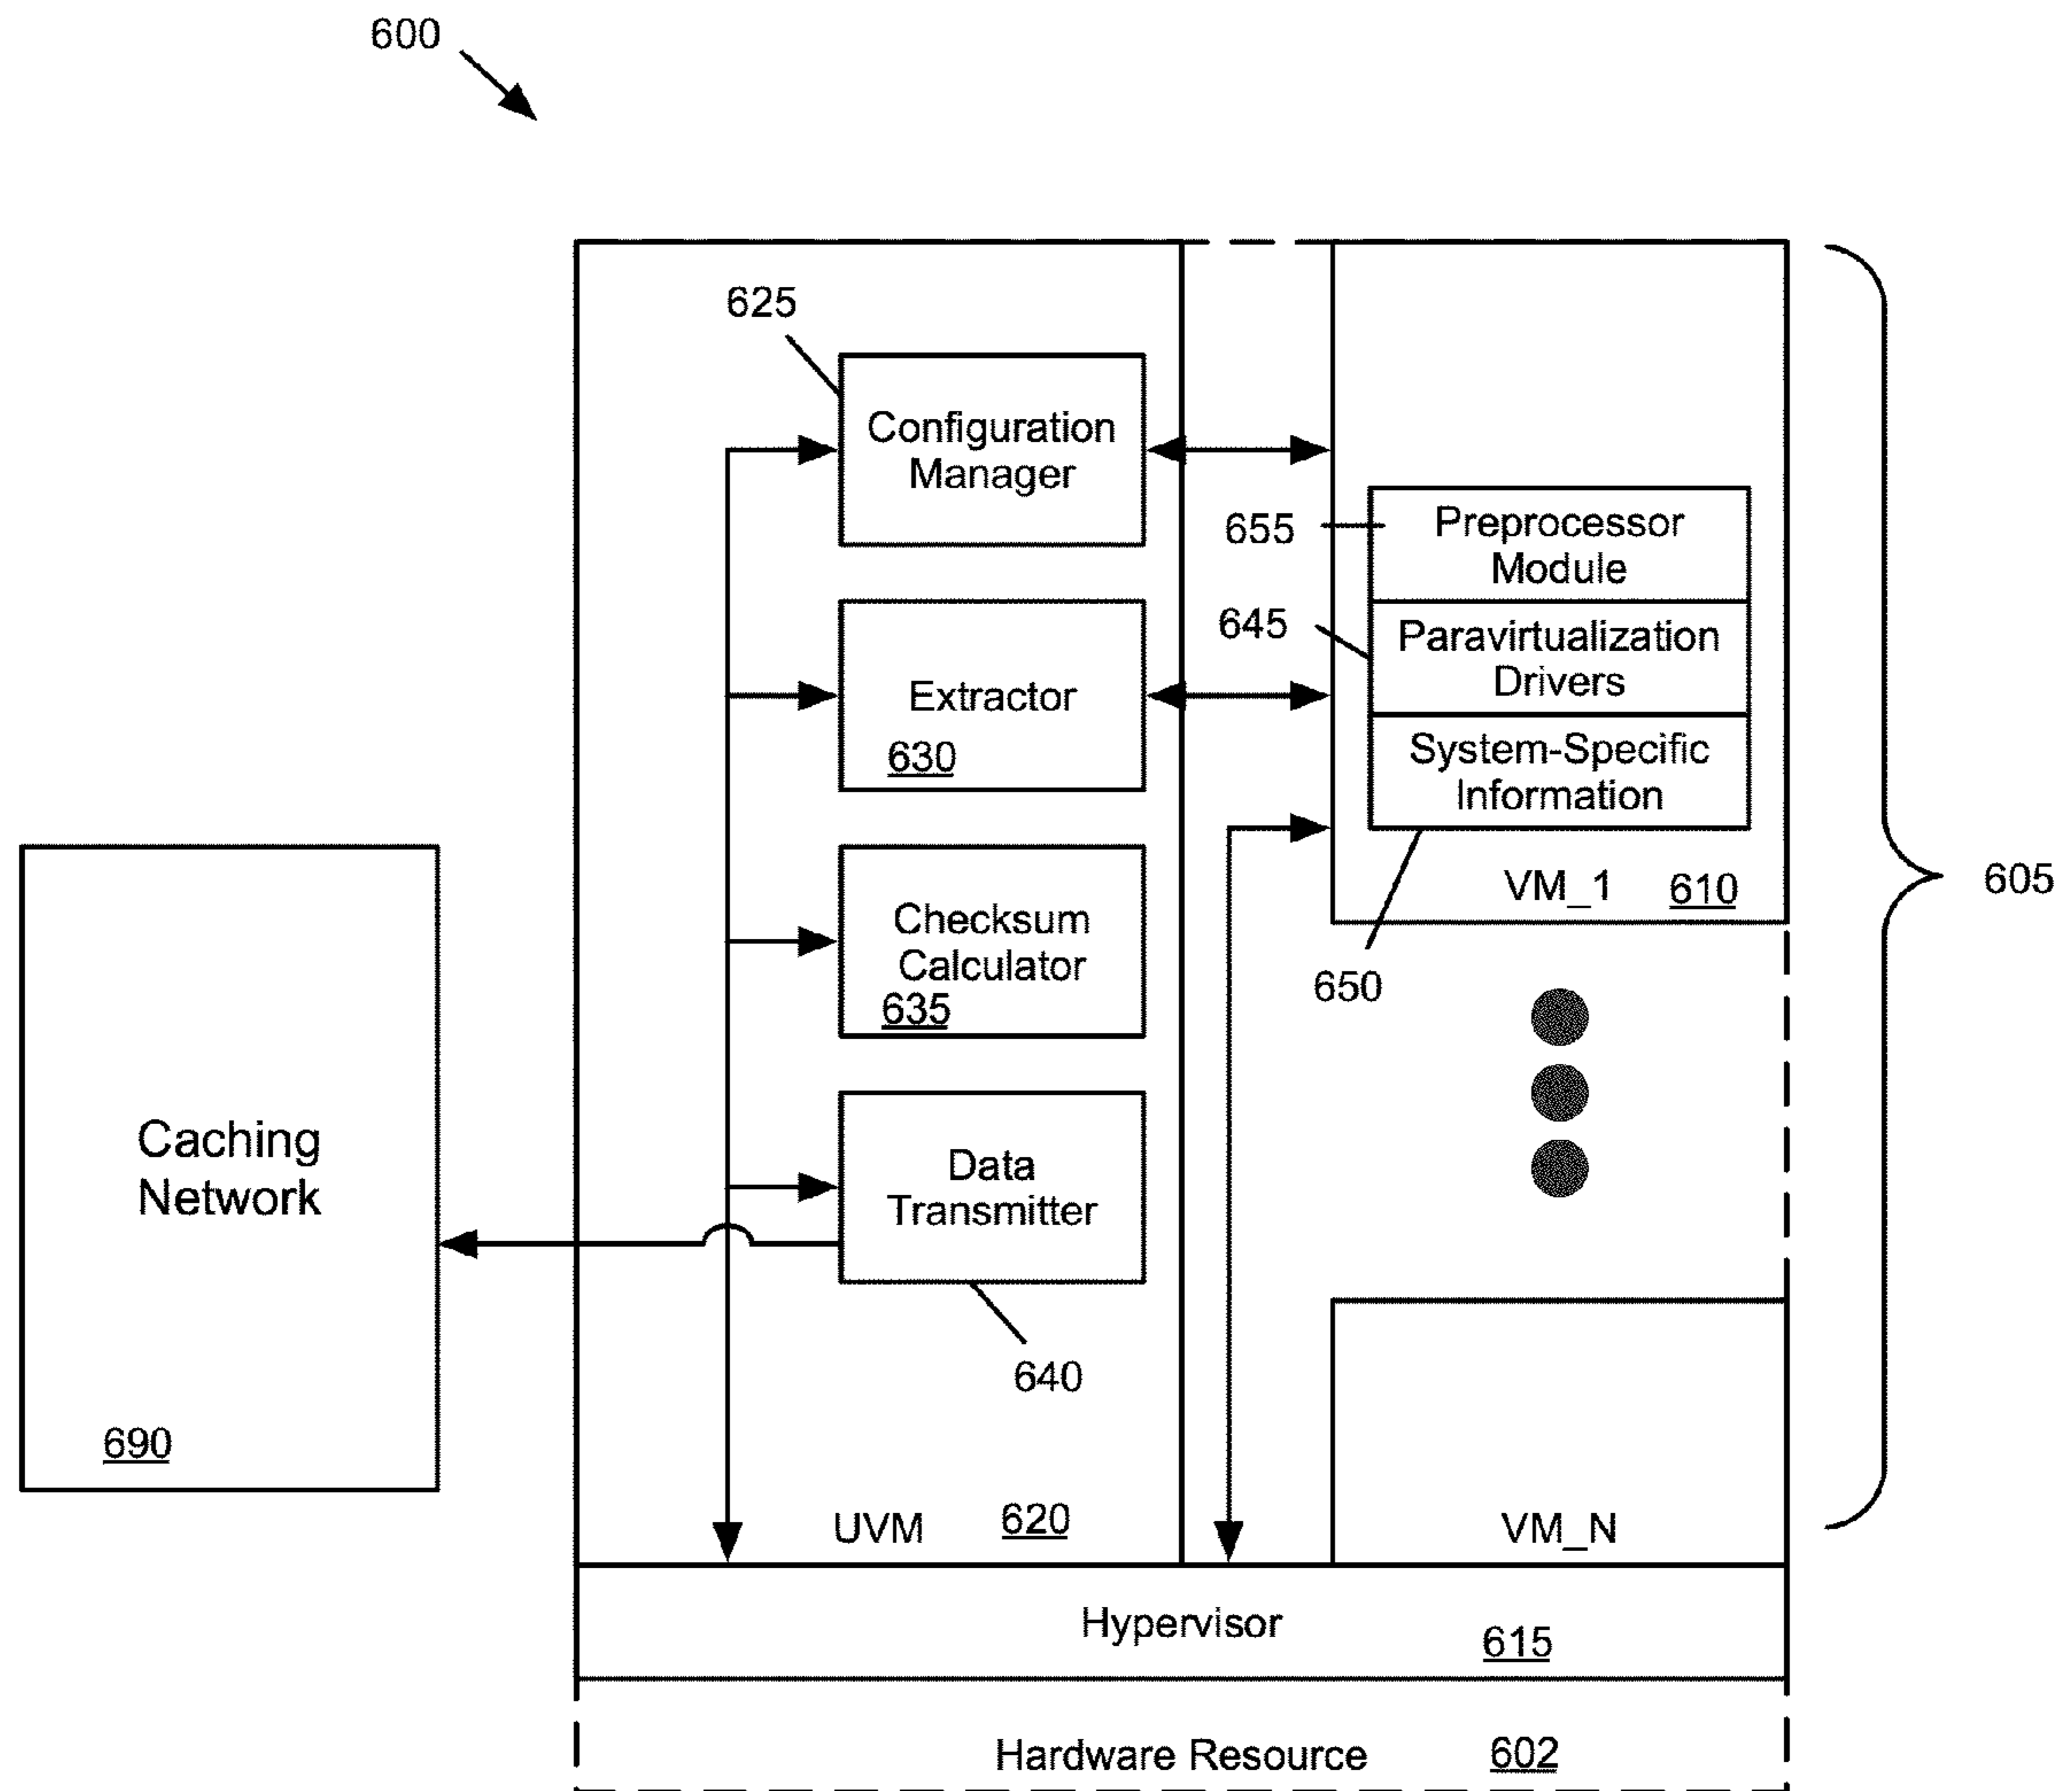 600
625
Configuration
Manager
655
Preprocessor
Module
645
Paravirtualization
Drivers
Extractor
630
System-Specific
Information
VM_1 610
605
Checksum
Calculator
635
650
Caching
Network
690
Data
Transmitter
640
UVM 620
VM_N
Hypervisor 615
Hardware Resource 602